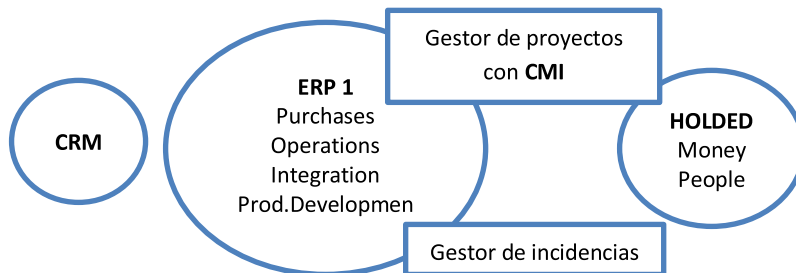 CRM
ERP 1
Purchases
Operations
Integration
Prod.Developmen
Gestor de proyectos
con CMI
Gestor de incidencias
HOLDED
Money
People